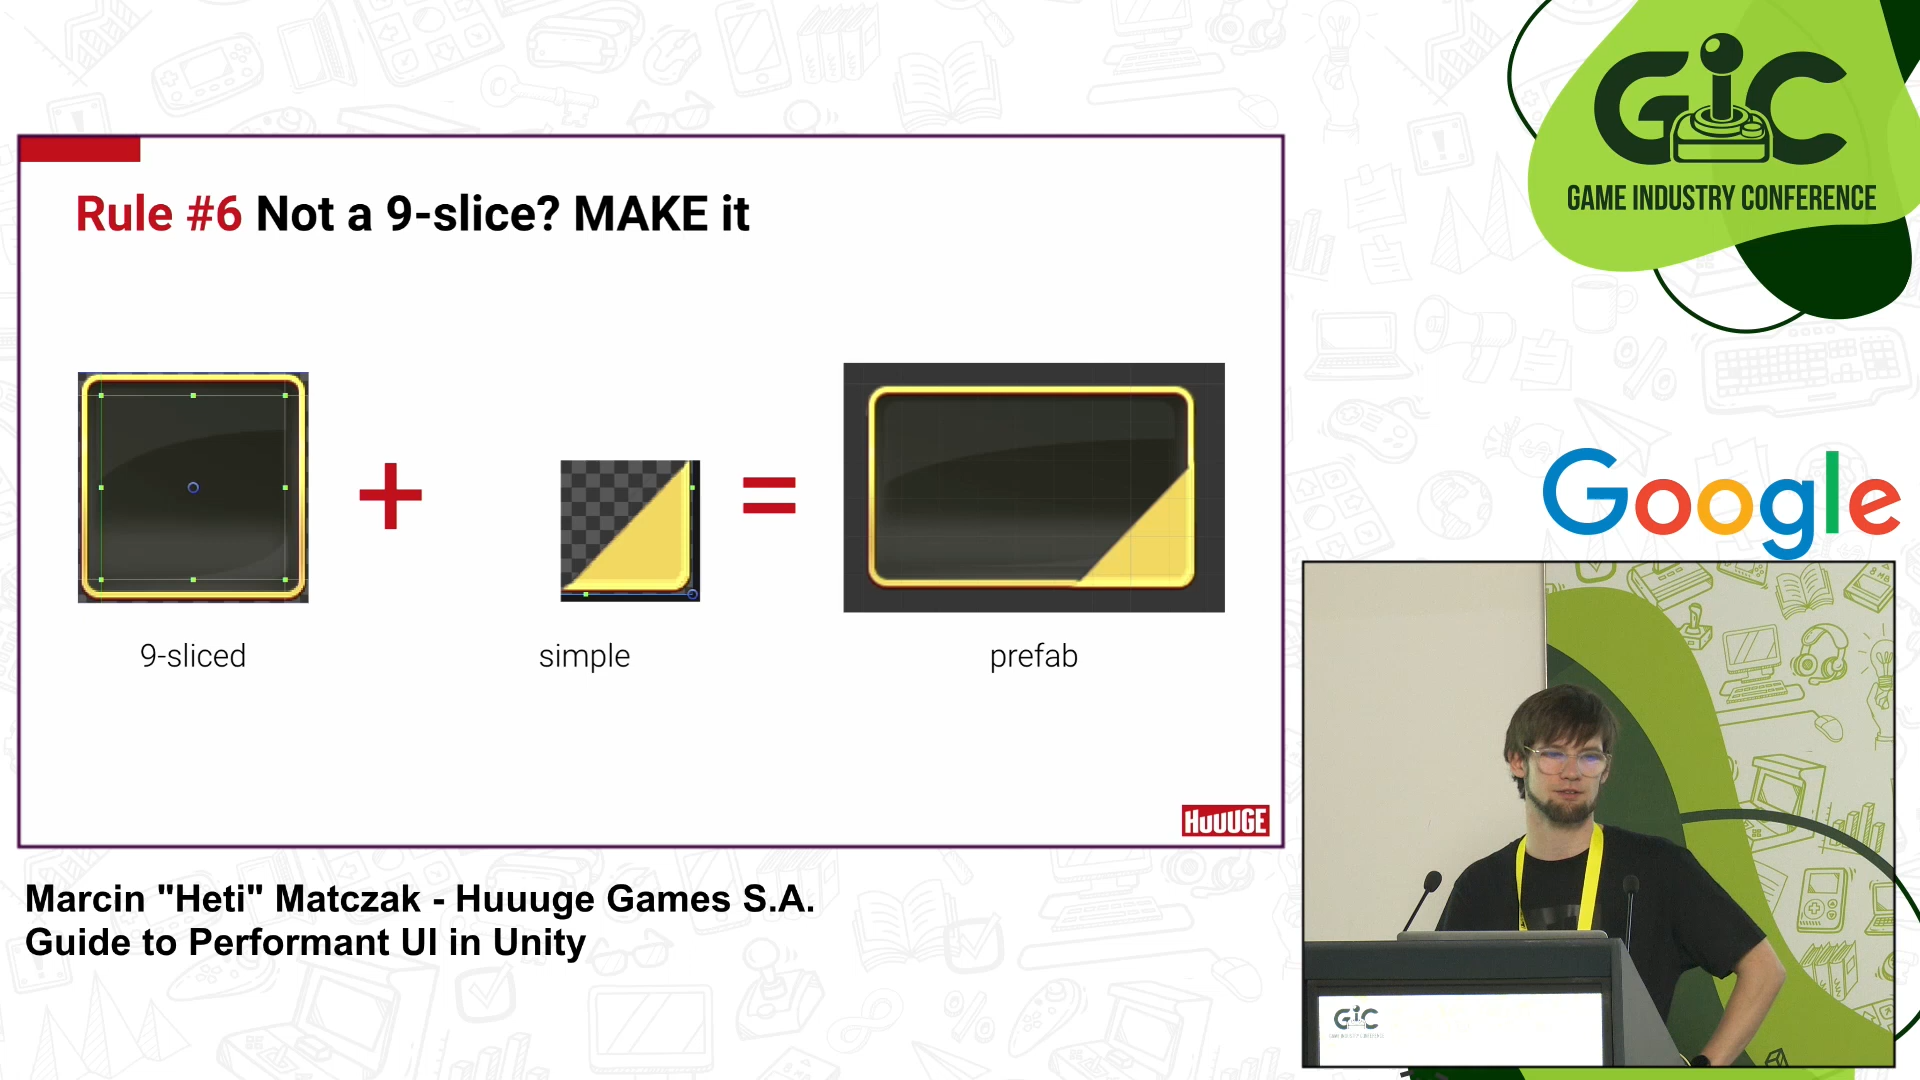 GiC
GAME INDUSTRY CONFERENCE
Rule #6 Not a 9-slice? MAKE it
9-sliced
simple
prefab
HUUUGE
Google
Marcin "Heti" Matczak - Huuuge Games S.A.
Guide to Performant UI in Unity
GiC